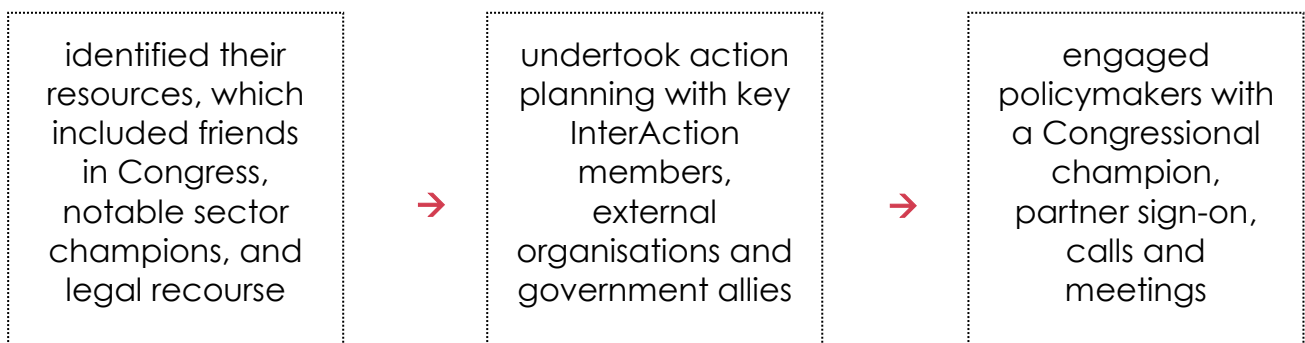 identified their
resources, which
included friends
in Congress,
notable sector
champions, and
legal recourse
→
undertook action
planning with key
InterAction
members,
external
organisations and
government allies
→
engaged
policymakers with
a Congressional
champion,
partner sign-on,
calls and
meetings